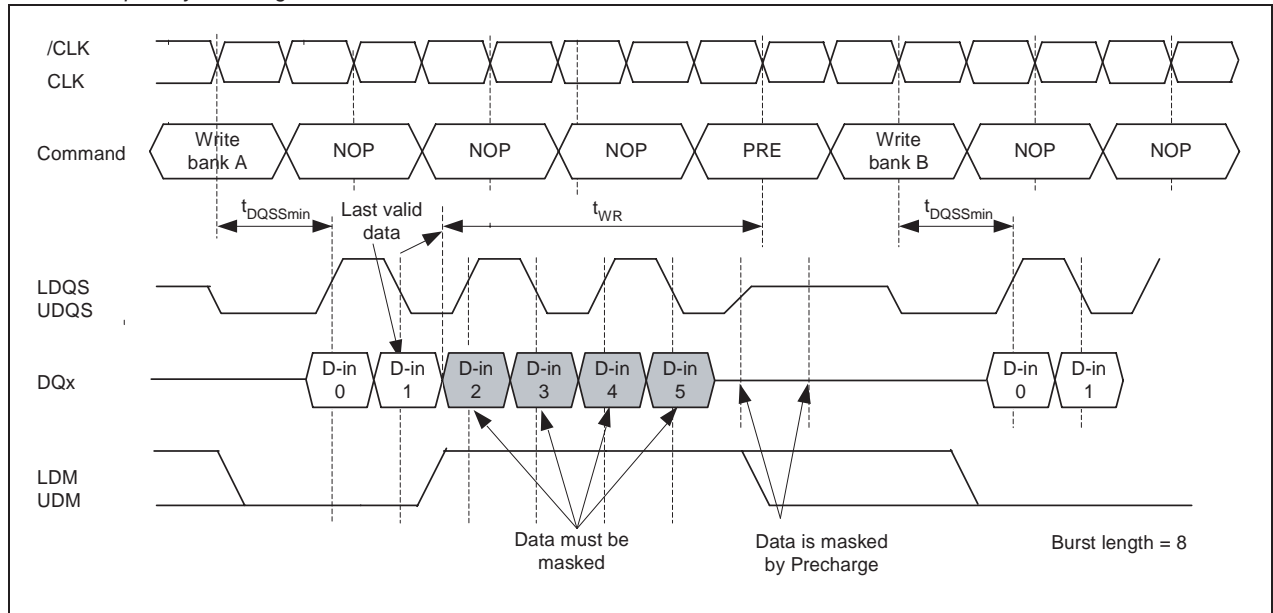 /CLK
CLK
Command
Write
bank A
NOP
NOP
NOP
PRE
Write
bank B
NOP
NOP
tDQSSmin
Last valid
data
tWR
tDQSSmin
LDQS
UDQS
DQx
D-in
0
D-in
1
D-in
2
D-in
3
D-in
4
D-in
5
D-in
0
D-in
1
LDM
UDM
Data must be
masked
Data is masked
by Precharge
Burst length = 8